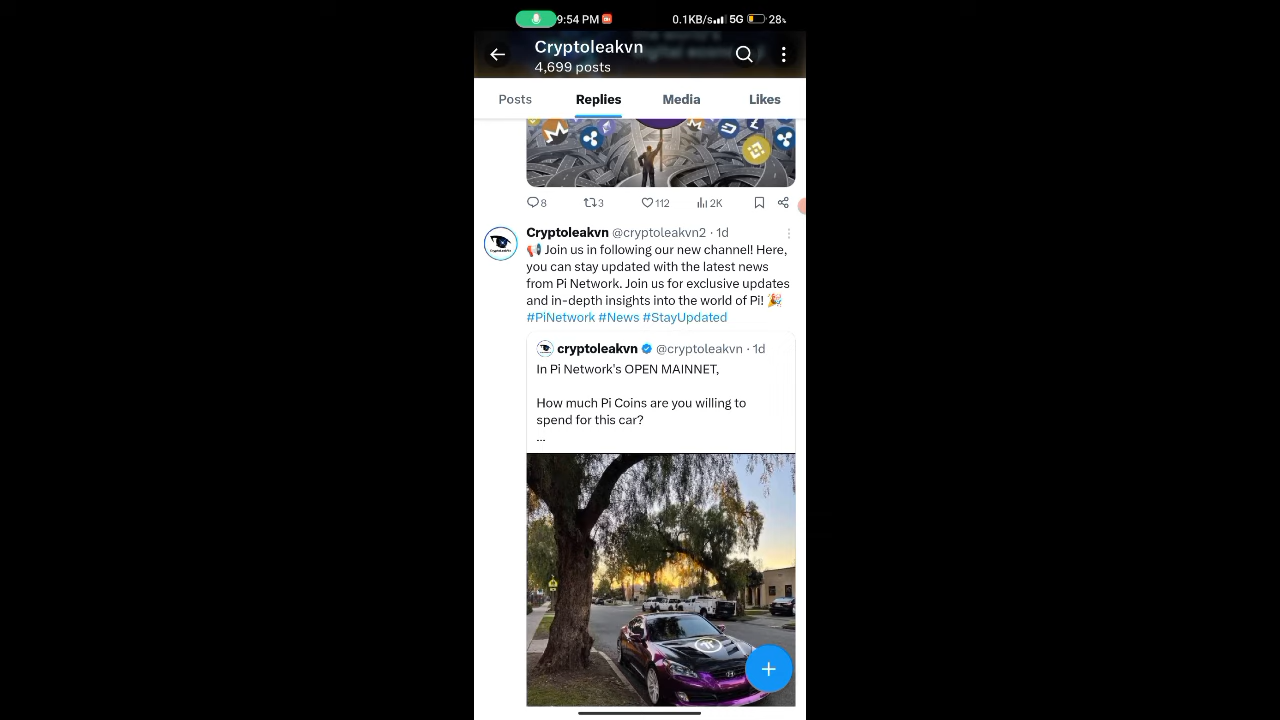 9:54 PM 0.1KB/s 5G 28%
Cryptoleakvn
4,699 posts
Posts Replies Media Likes
8 3 112 2K
Cryptoleakvn @cryptoleakvn2 · 1d
📢 Join us in following our new channel! Here,
you can stay updated with the latest news
from Pi Network. Join us for exclusive updates
and in-depth insights into the world of Pi! 🎉
#PiNetwork #News #StayUpdated
cryptoleakvn @cryptoleakvn · 1d
In Pi Network's OPEN MAINNET,
How much Pi Coins are you willing to
spend for this car?
...